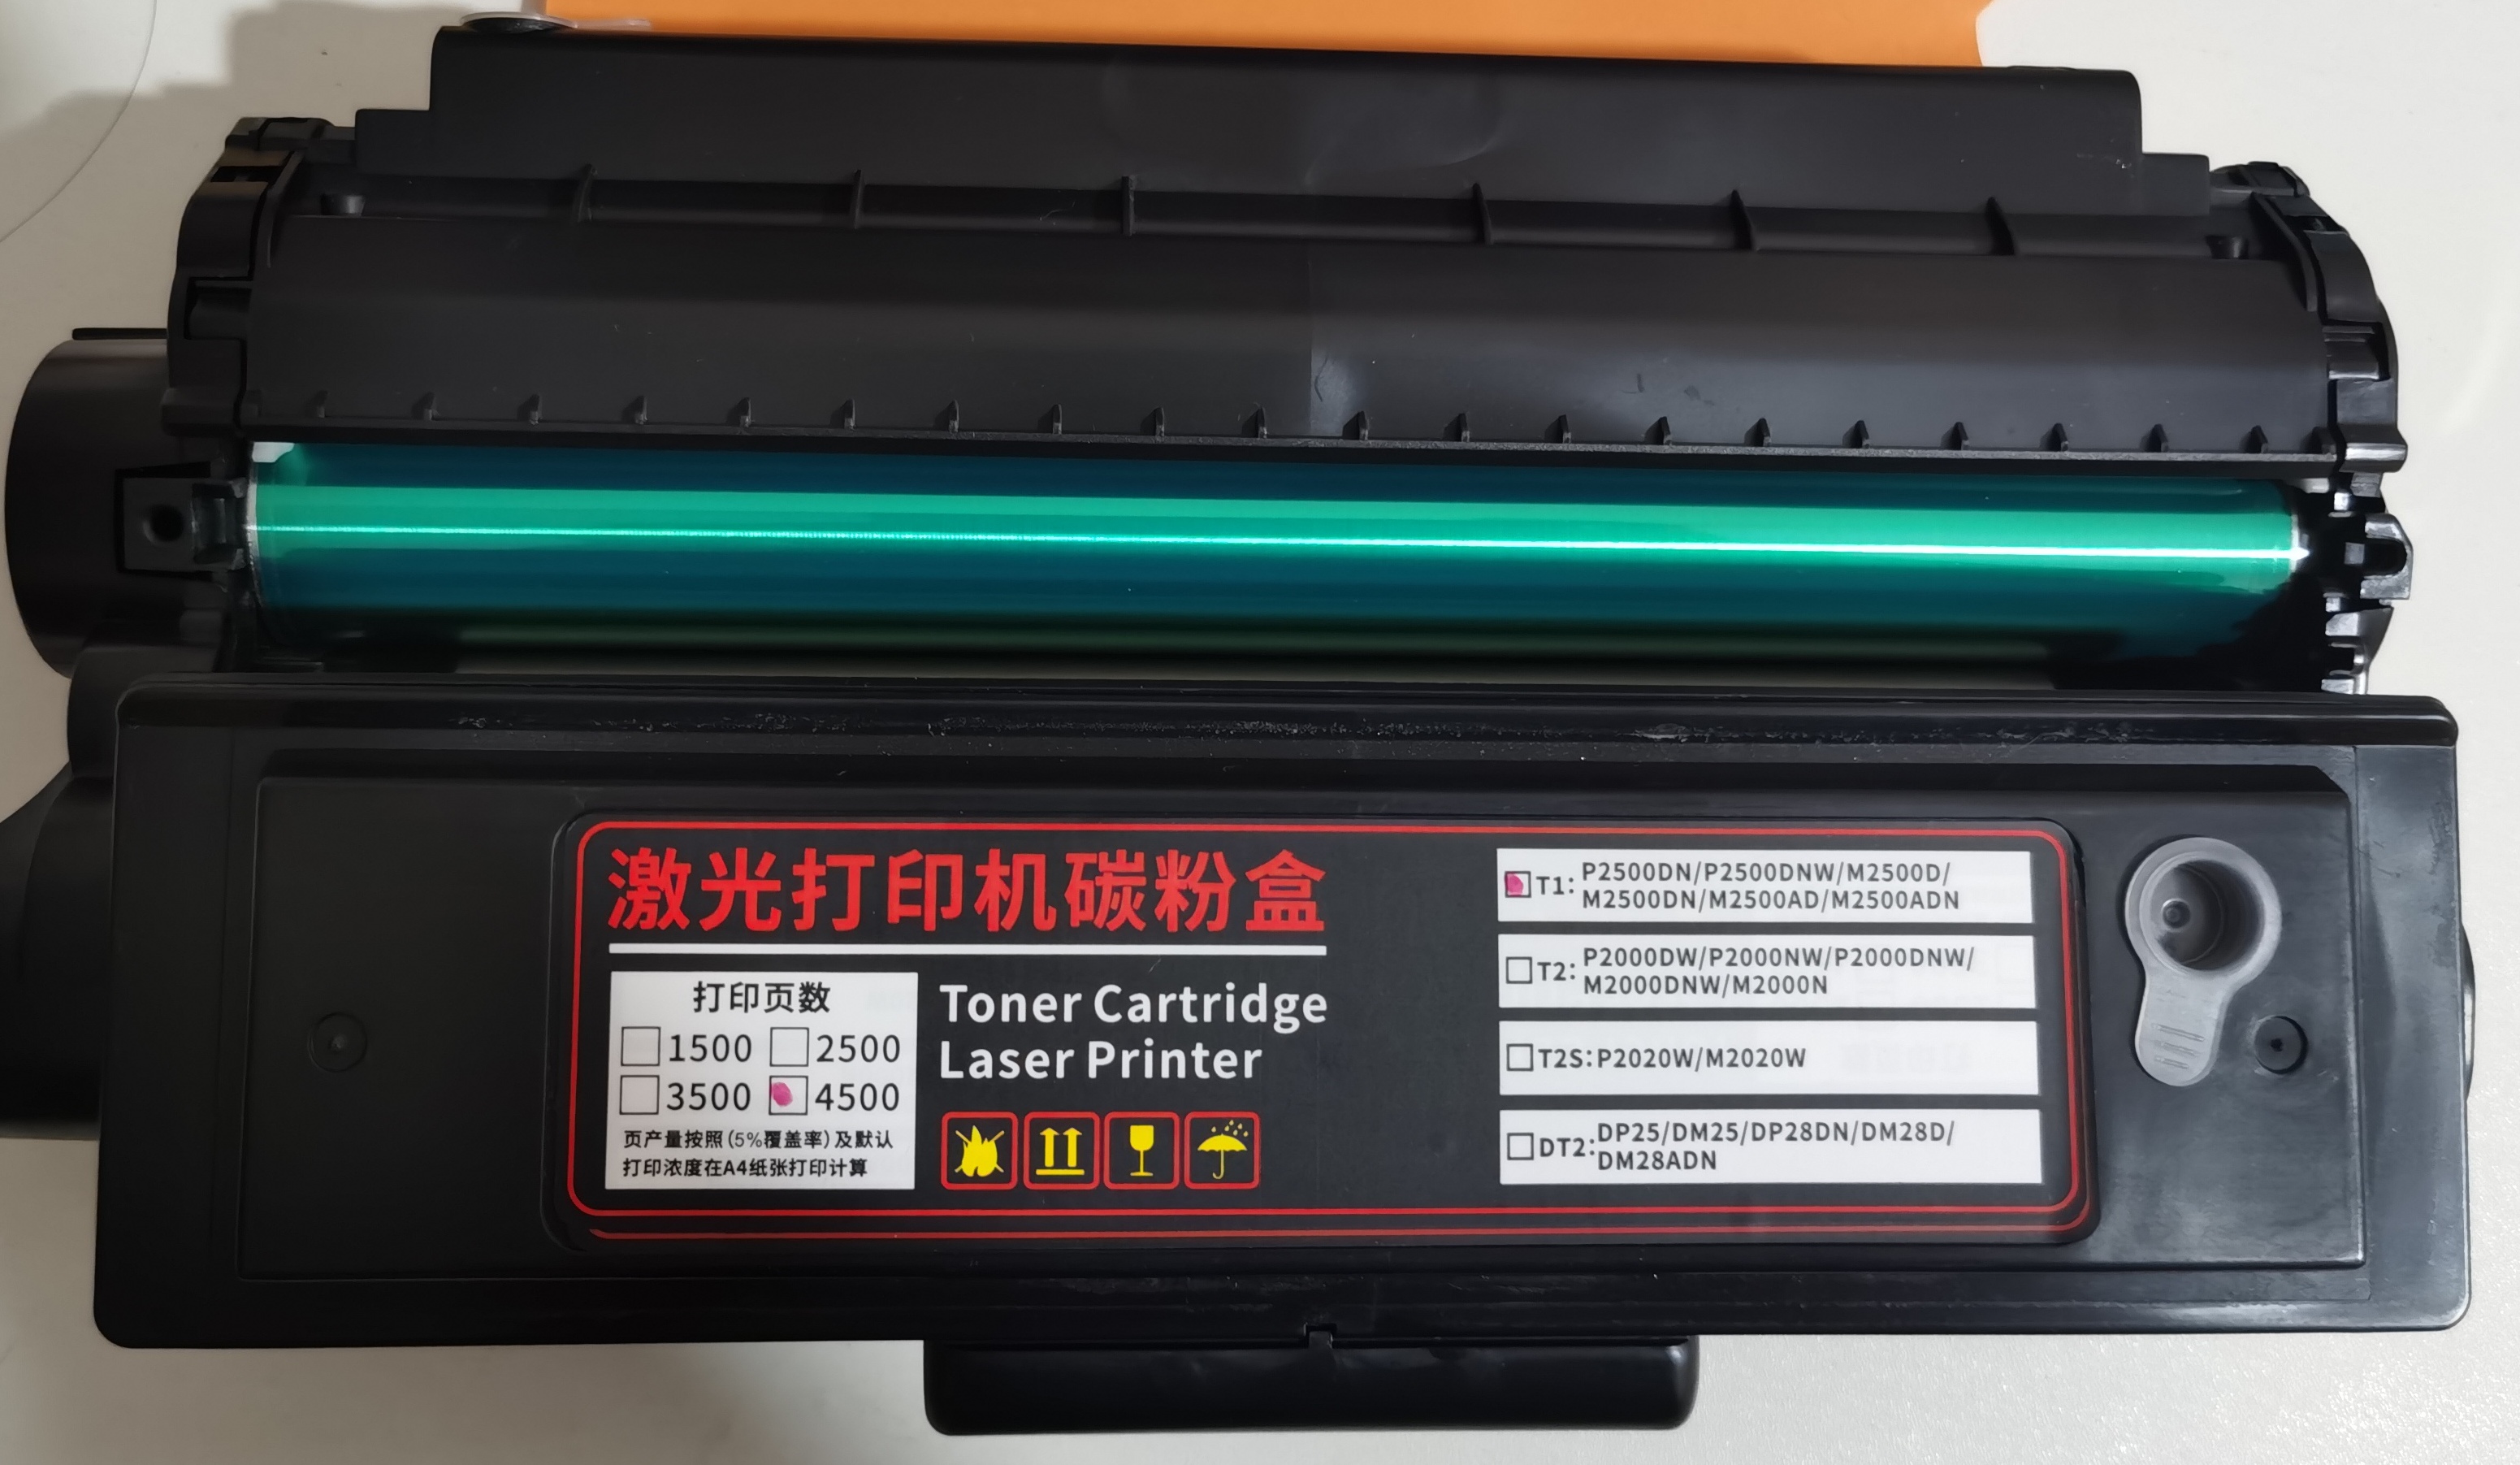 激光打印机碳粉盒
打印页数
1500 2500
3500 4500
页产量按照(5%覆盖率)及默认
打印浓度在A4纸张打印计算
Toner Cartridge
Laser Printer
T1: P2500DN/P2500DNW/M2500D/
M2500DN/M2500AD/M2500ADN
T2: P2000DW/P2000NW/P2000DNW/
M2000DNW/M2000N
T2S: P2020W/M2020W
DT2: DP25/DM25/DP28DN/DM28D/
DM28ADN